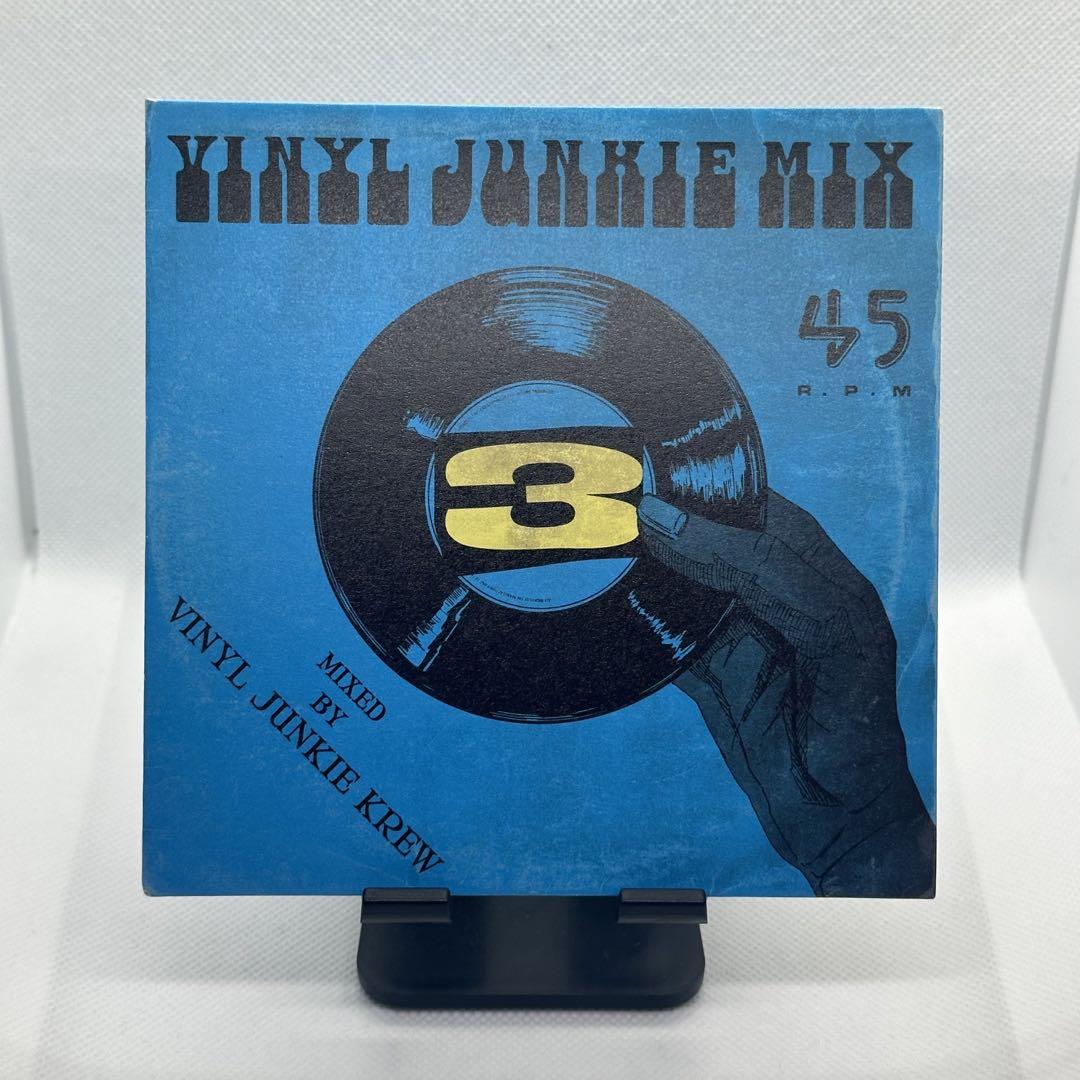 VINYL JUNKIE MIX
45
R.P.M
3
MIXED
BY
VINYL JUNKIE KREW